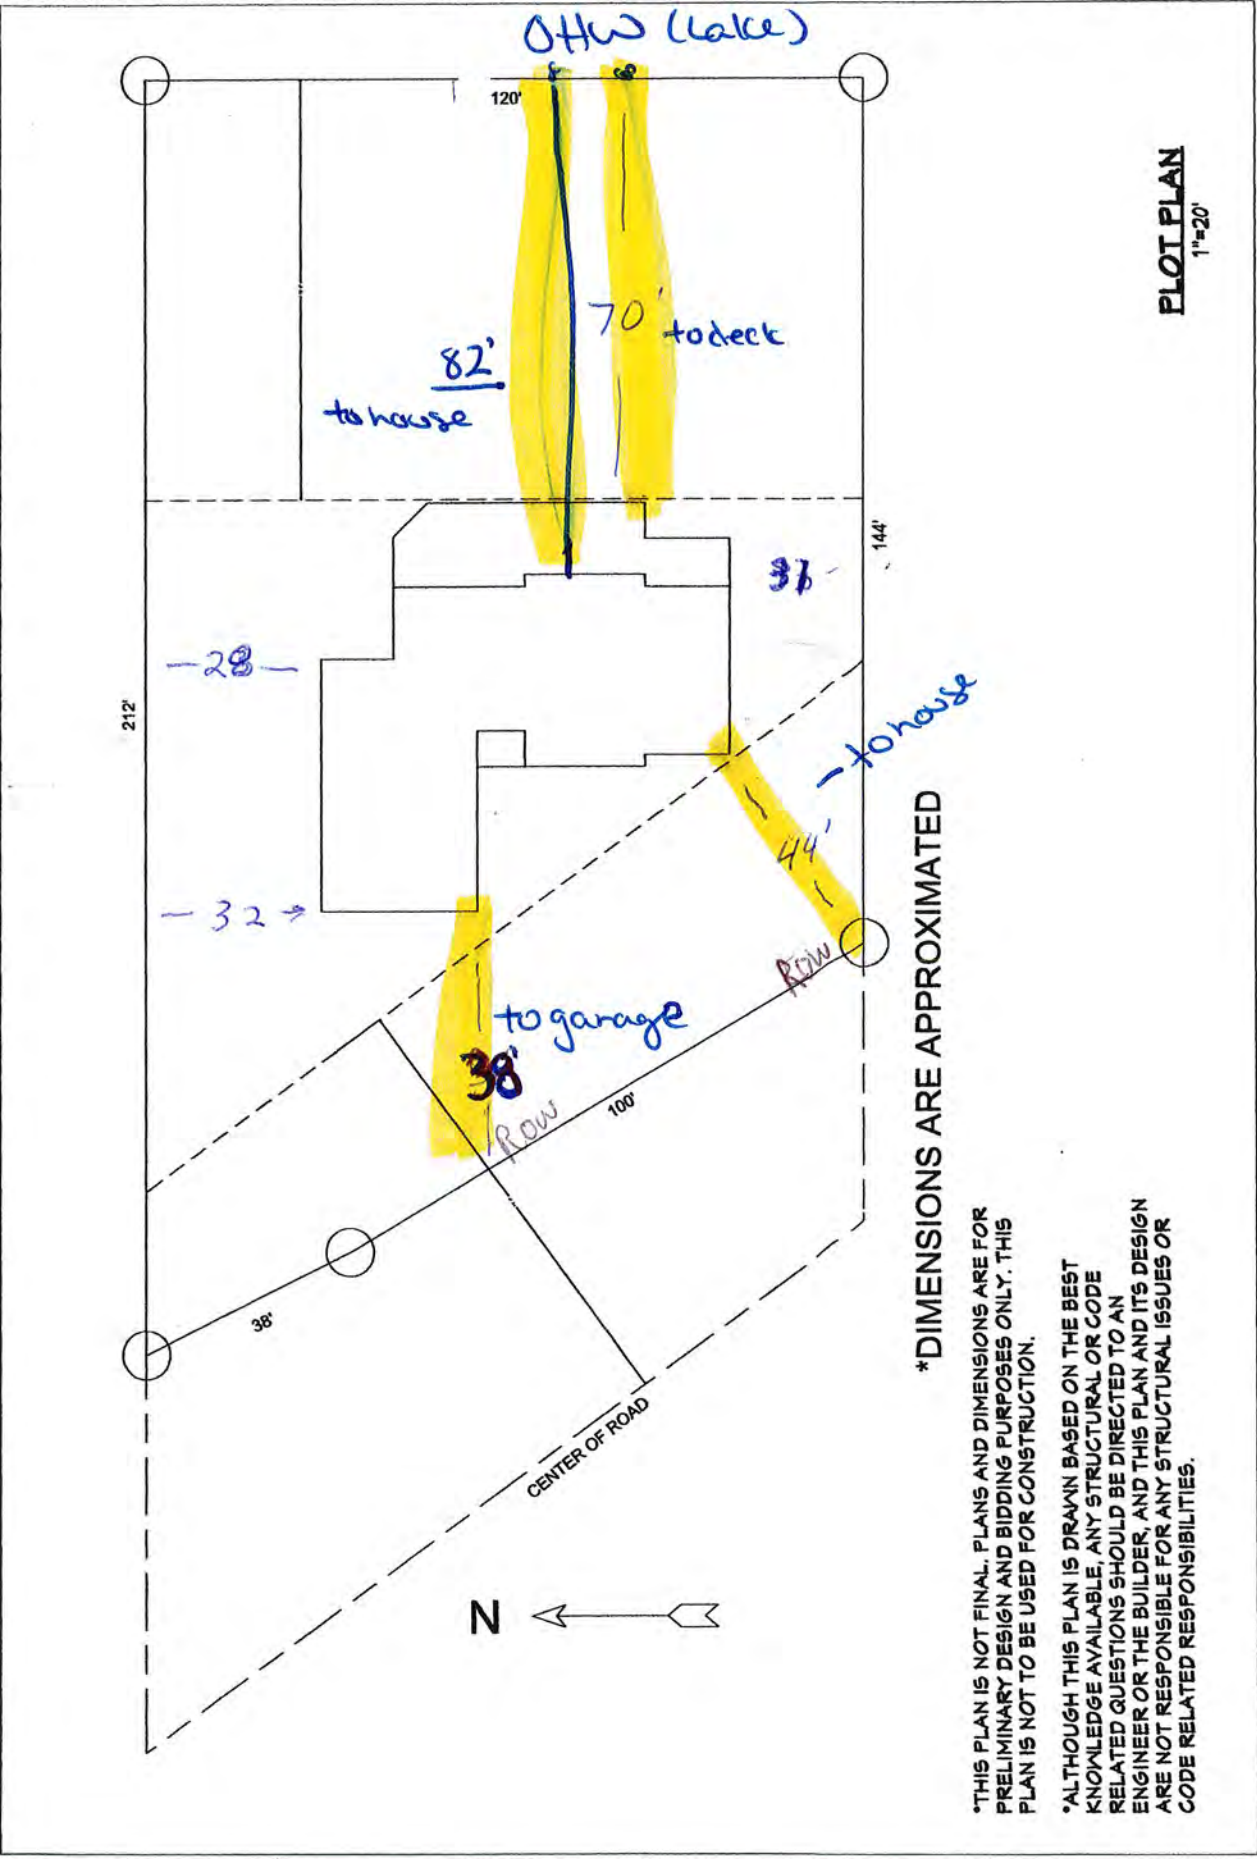 OHW (Lake)
120'
82'
to house
70'
to deck
PLOT PLAN
1"=20'
144'
-28-
212'
- to house
44'
- 32 →
to garage
38'
ROW
ROW
100'
38'
CENTER OF ROAD
N
*DIMENSIONS ARE APPROXIMATED
*THIS PLAN IS NOT FINAL. PLANS AND DIMENSIONS ARE FOR
PRELIMINARY DESIGN AND BIDDING PURPOSES ONLY. THIS
PLAN IS NOT TO BE USED FOR CONSTRUCTION.
*ALTHOUGH THIS PLAN IS DRAWN BASED ON THE BEST
KNOWLEDGE AVAILABLE, ANY STRUCTURAL OR CODE
RELATED QUESTIONS SHOULD BE DIRECTED TO AN
ENGINEER OR THE BUILDER, AND THIS PLAN AND ITS DESIGN
ARE NOT RESPONSIBLE FOR ANY STRUCTURAL ISSUES OR
CODE RELATED RESPONSIBILITIES.